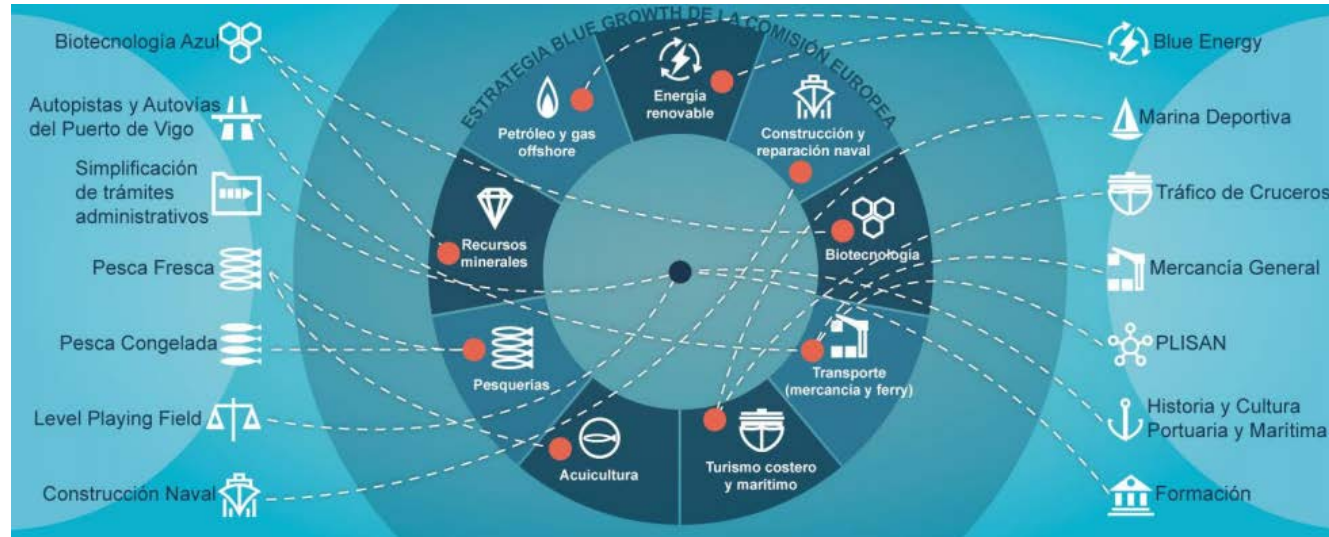 ESTRATEGIA BLUE GROWTH DE LA COMISIÓN EUROPEA
Biotecnología Azul
Autopistas y Autovías
del Puerto de Vigo
Simplificación
de trámites
administrativos
Pesca Fresca
Pesca Congelada
Level Playing Field
Construcción Naval
Energía
renovable
Petróleo y gas
offshore
Construcción y
reparación naval
Recursos
minerales
Biotecnología
Pesquerías
Transporte
(mercancia y ferry)
Acuicultura
Turismo costero
y marítimo
Blue Energy
Marina Deportiva
Tráfico de Cruceros
Mercancía General
PLISAN
Historia y Cultura
Portuaria y Marítima
Formación